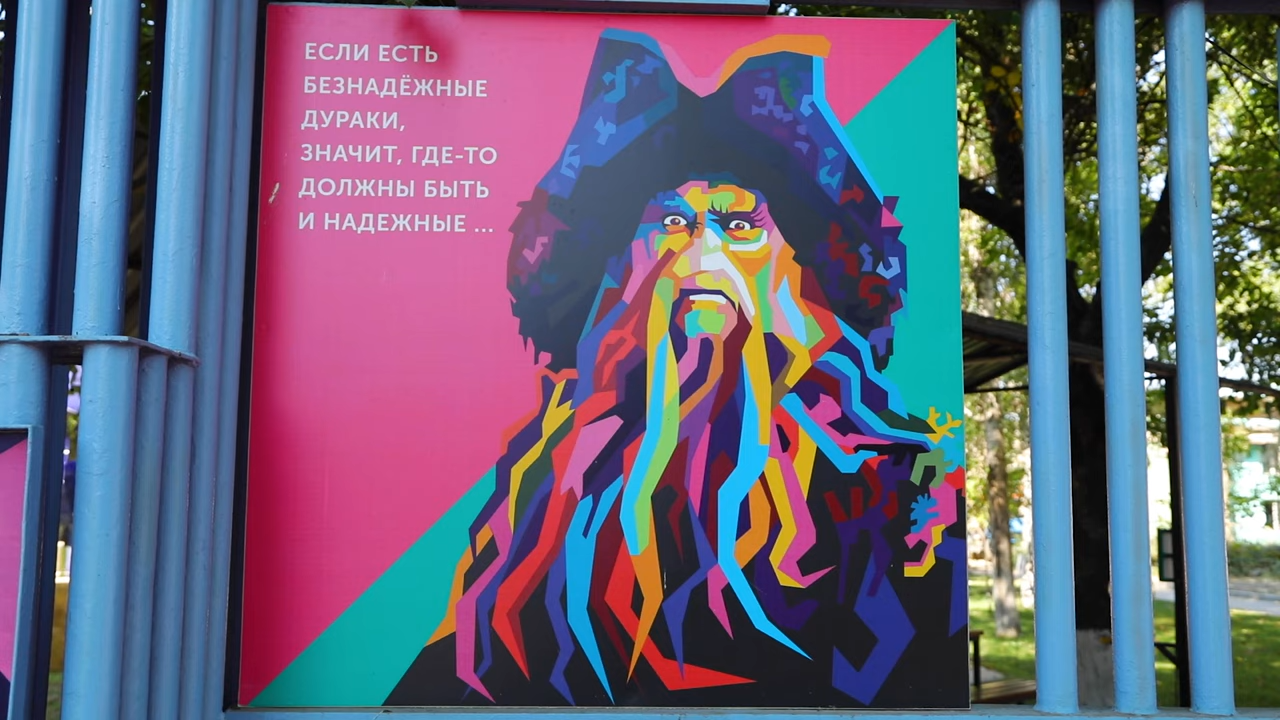 ЕСЛИ ЕСТЬ
БЕЗНАДЁЖНЫЕ
ДУРАКИ,
ЗНАЧИТ, ГДЕ-ТО
ДОЛЖНЫ БЫТЬ
И НАДЕЖНЫЕ ...